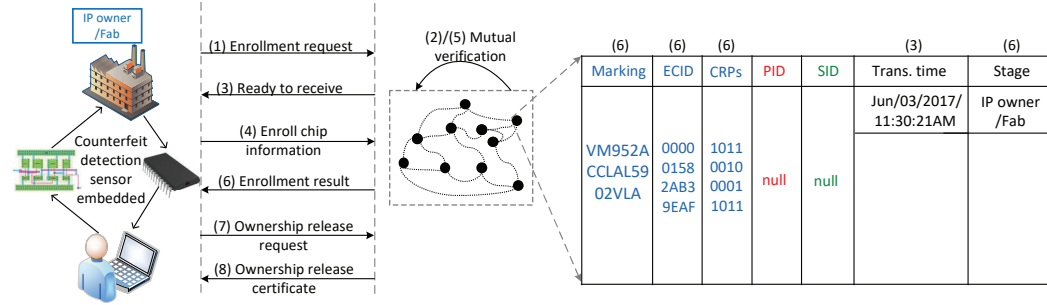 IP owner
/Fab
Counterfeit
detection
sensor
embedded
(1) Enrollment request
(3) Ready to receive
(4) Enroll chip
information
(6) Enrollment result
(7) Ownership release
request
(8) Ownership release
certificate
(2)/(5) Mutual
verification
(6) (6) (6) (3) (6)
Marking ECID CRPs PID SID Trans. time Stage
Jun/03/2017/ IP owner
11:30:21AM /Fab
VM952A 0000 1011
CCLAL59 0158 0010 null null
02VLA 2AB3 0001
9EAF 1011